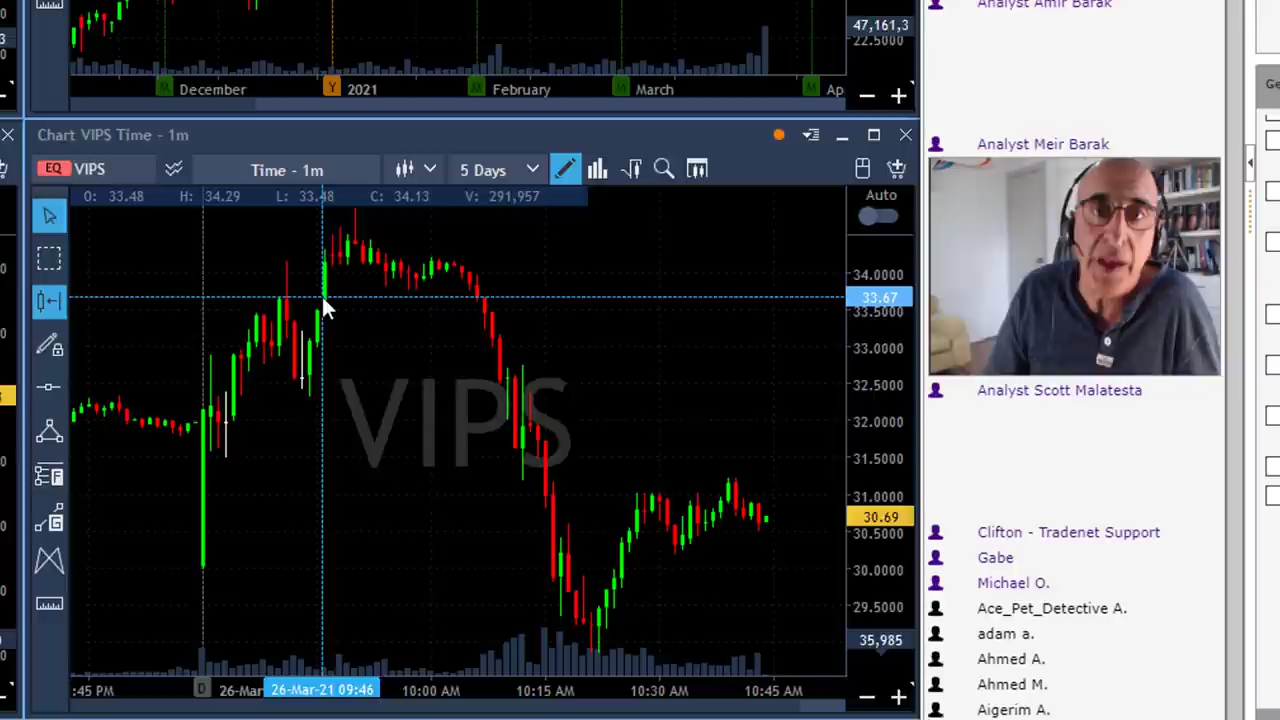 Analyst Amir Barak
47,161,3
22.5000
December
Y
2021
February
March
Ap
Chart VIPS Time - 1m
EQ VIPS
Time - 1m
5 Days
O: 33.48 H: 34.29 L: 33.48 C: 34.13 V: 291,957
Auto
34.0000
33.67
33.5000
33.0000
32.5000
32.0000
31.5000
31.0000
30.69
30.5000
30.0000
29.5000
35,985
VIPS
:45 PM
D
26-Mar
26-Mar-21 09:46
10:00 AM
10:15 AM
10:30 AM
10:45 AM
Analyst Meir Barak
Analyst Scott Malatesta
Clifton - Tradenet Support
Gabe
Michael O.
Ace_Pet_Detective A.
adam a.
Ahmed A.
Ahmed M.
Aigerim A.
Ge